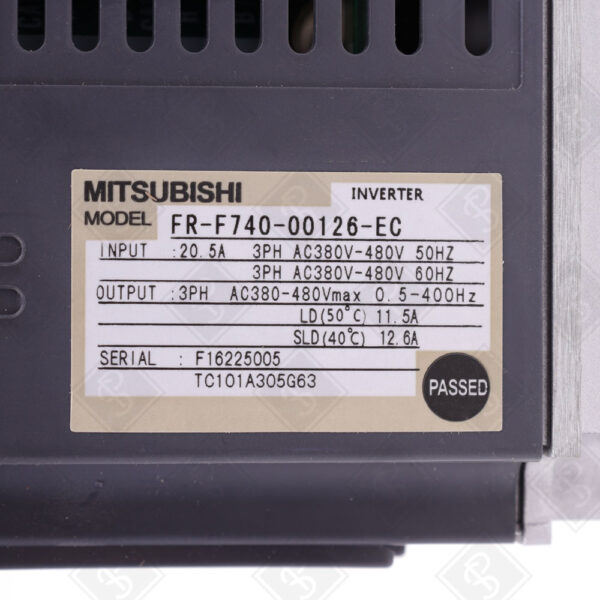 MITSUBISHI INVERTER
MODEL FR-F740-00126-EC
INPUT :20.5A 3PH AC380V-480V 50HZ
3PH AC380V-480V 60HZ
OUTPUT :3PH AC380-480Vmax 0.5-400Hz
LD(50℃) 11.5A
SLD(40℃) 12.6A
SERIAL : F16225005
TC101A305G63
PASSED